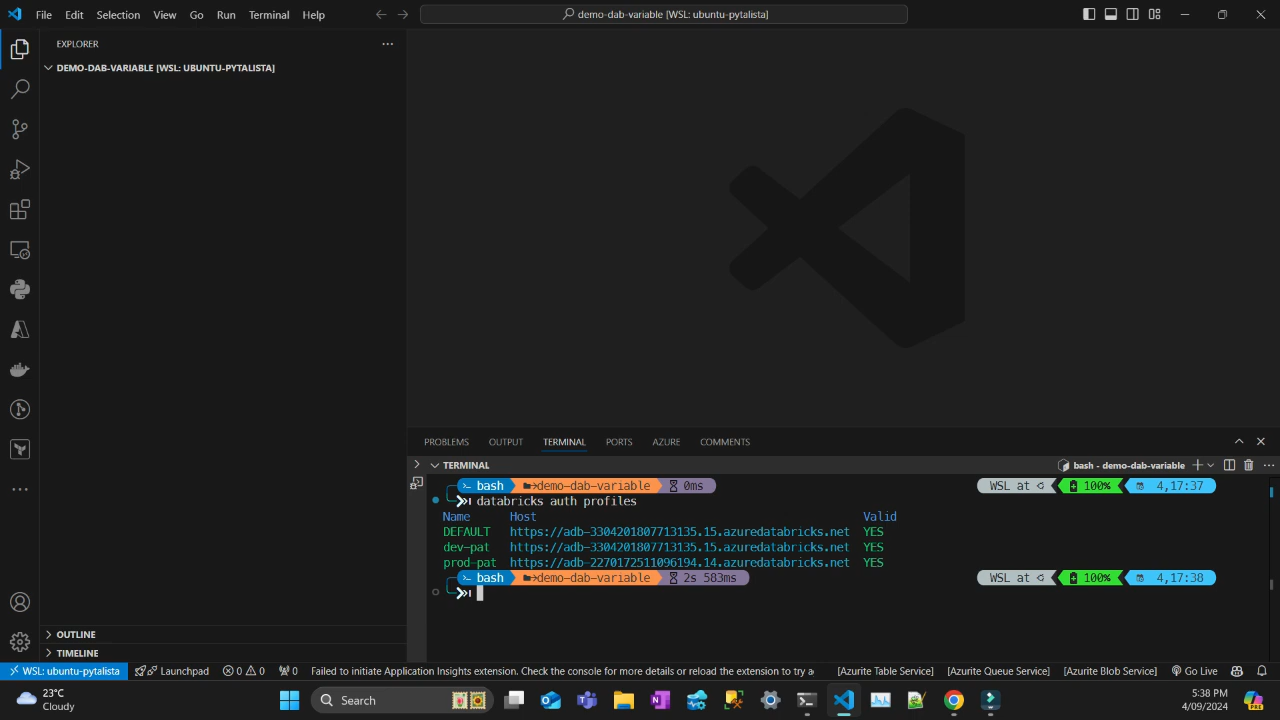 File Edit Selection View Go Run Terminal Help
demo-dab-variable [WSL: ubuntu-pytalista]
EXPLORER
DEMO-DAB-VARIABLE [WSL: UBUNTU-PYTALISTA]
PROBLEMS OUTPUT TERMINAL PORTS AZURE COMMENTS
TERMINAL
bash - demo-dab-variable
bash demo-dab-variable 0ms WSL at 100% 4,17:37
databricks auth profiles
Name Host Valid
DEFAULT https://adb-3304201807713135.15.azuredatabricks.net YES
dev-pat https://adb-3304201807713135.15.azuredatabricks.net YES
prod-pat https://adb-2270172511096194.14.azuredatabricks.net YES
bash demo-dab-variable 2s 583ms WSL at 100% 4,17:38
OUTLINE
TIMELINE
WSL: ubuntu-pytalista Launchpad 0 0 0 Failed to initiate Application Insights extension. Check the console for more details or reload the extension to try a [Azurite Table Service] [Azurite Queue Service] [Azurite Blob Service] Go Live
23°C
Cloudy
Search
5:38 PM
4/09/2024